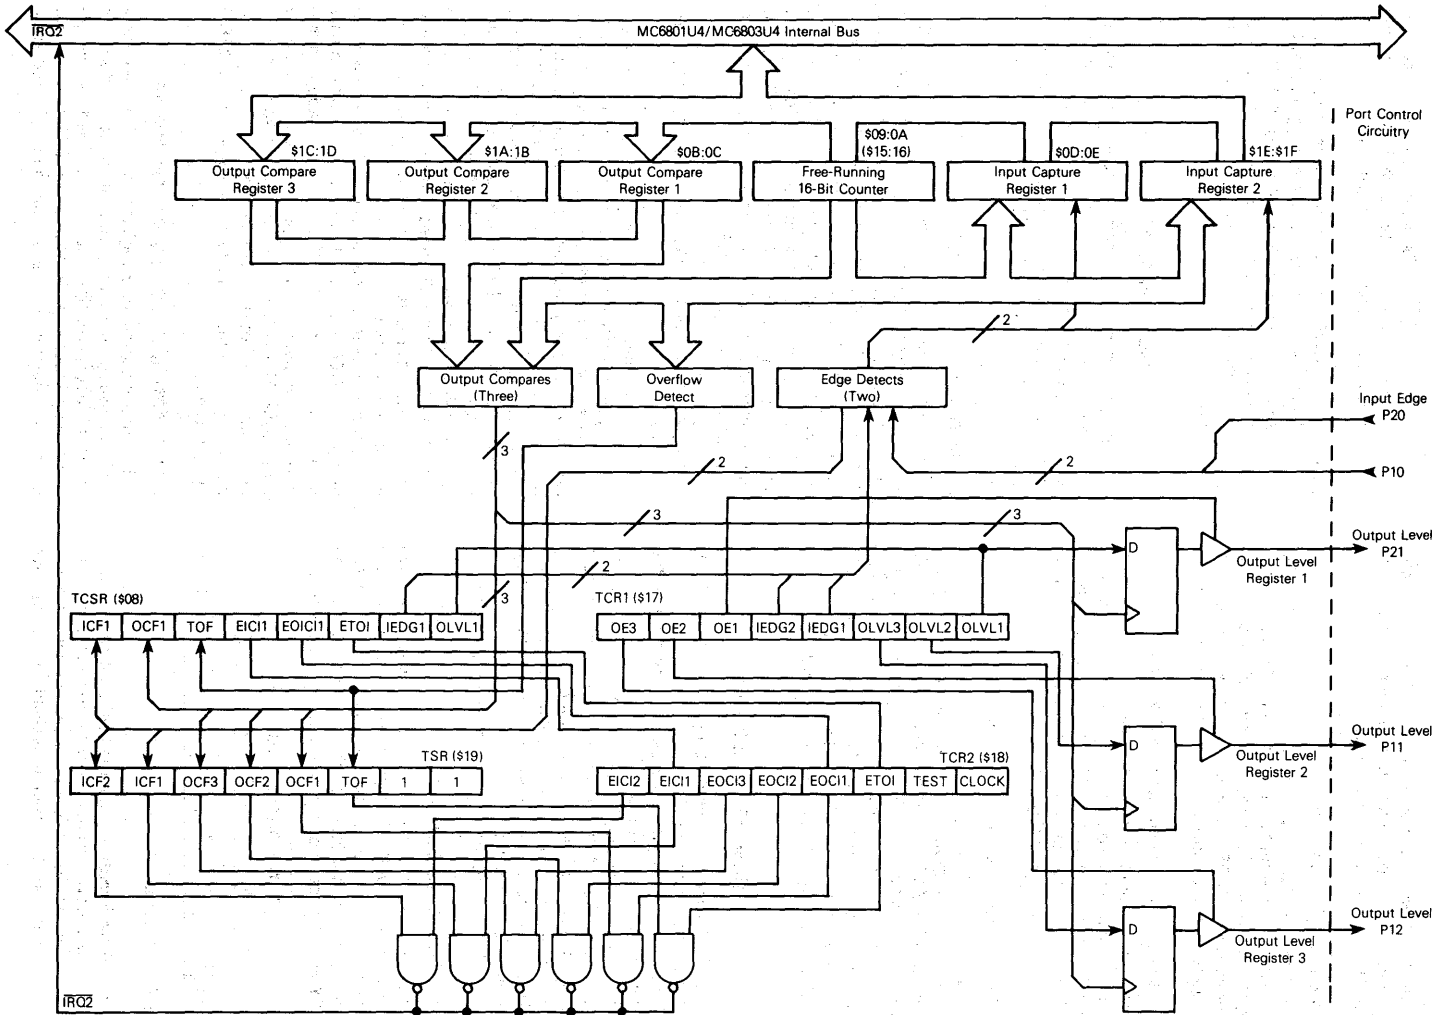 IRQ2
MC6801U4/MC6803U4 Internal Bus
Port Control
Circuitry
$1C:1D
$1A:1B
$0B:0C
$09:0A
($15:16)
$0D:0E
$1E:$1F
Output Compare
Register 3
Output Compare
Register 2
Output Compare
Register 1
Free-Running
16-Bit Counter
Input Capture
Register 1
Input Capture
Register 2
2
Output Compares
(Three)
Overflow
Detect
Edge Detects
(Two)
Input Edge
P20
3
2
2
P10
3
3
Output Level
P21
D
Output Level
Register 1
2
3
TCSR ($08)
ICF1 OCF1 TOF EICI1 EOICI1 ETOI IEDG1 OLVL1
TCR1 ($17)
OE3 OE2 OE1 IEDG2 IEDG1 OLVL3 OLVL2 OLVL1
Output Level
P11
D
Output Level
Register 2
TSR ($19)
ICF2 ICF1 OCF3 OCF2 OCF1 TOF 1 1
TCR2 ($18)
EICI2 EICI1 EOCI3 EOCI2 EOCI1 ETOI TEST CLOCK
Output Level
P12
D
Output Level
Register 3
IRQ2